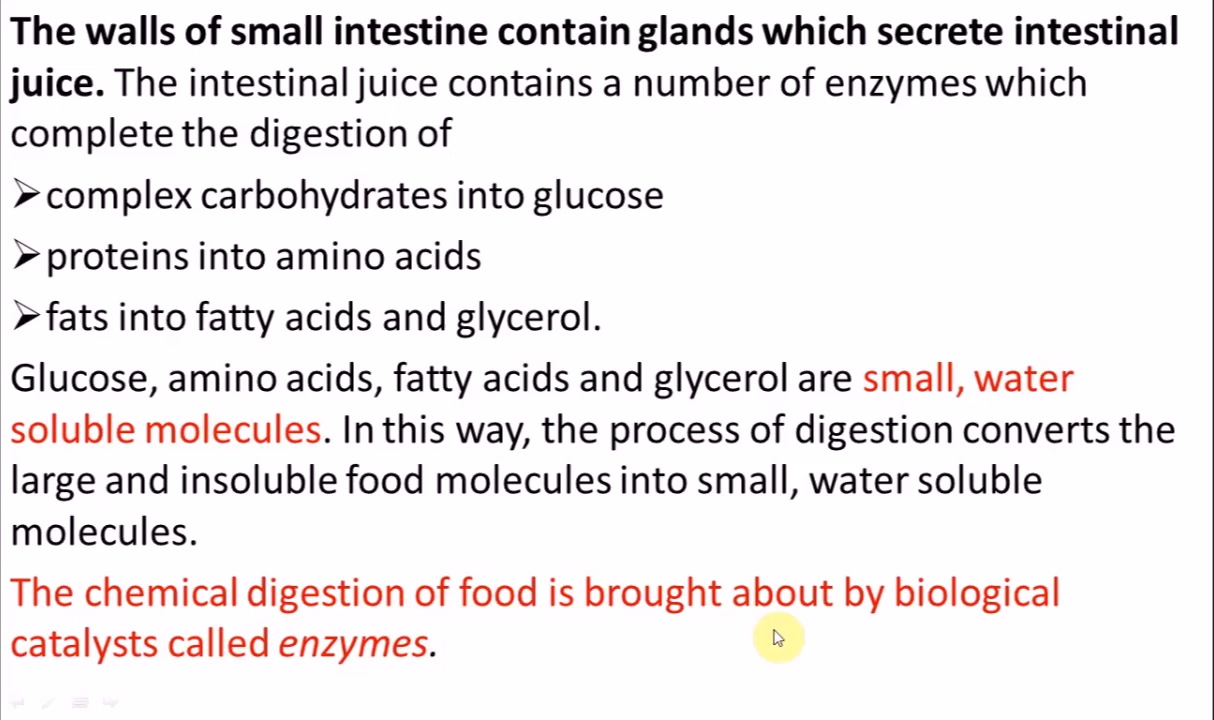 The walls of small intestine contain glands which secrete intestinal
juice. The intestinal juice contains a number of enzymes which
complete the digestion of
➢complex carbohydrates into glucose
➢proteins into amino acids
➢fats into fatty acids and glycerol.
Glucose, amino acids, fatty acids and glycerol are small, water
soluble molecules. In this way, the process of digestion converts the
large and insoluble food molecules into small, water soluble
molecules.
The chemical digestion of food is brought about by biological
catalysts called enzymes.